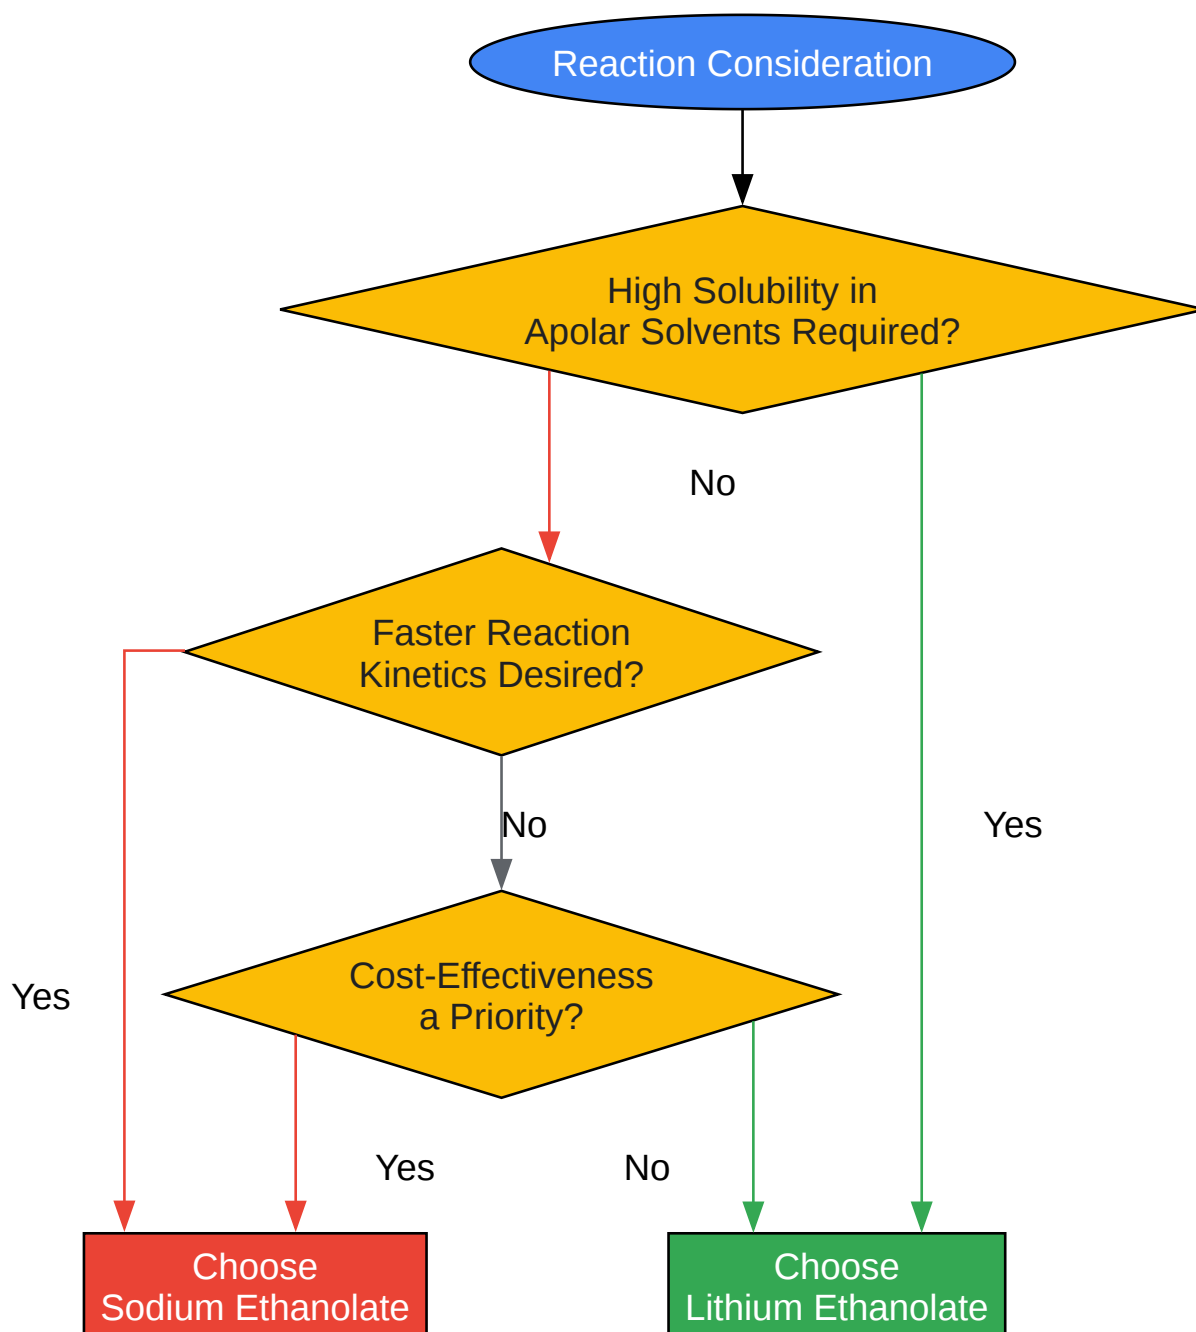 Reaction Consideration
High Solubility in
Apolar Solvents Required?
No
Faster Reaction
Kinetics Desired?
No
Yes
Cost-Effectiveness
a Priority?
Yes
Yes
No
Choose
Sodium Ethanolate
Choose
Lithium Ethanolate